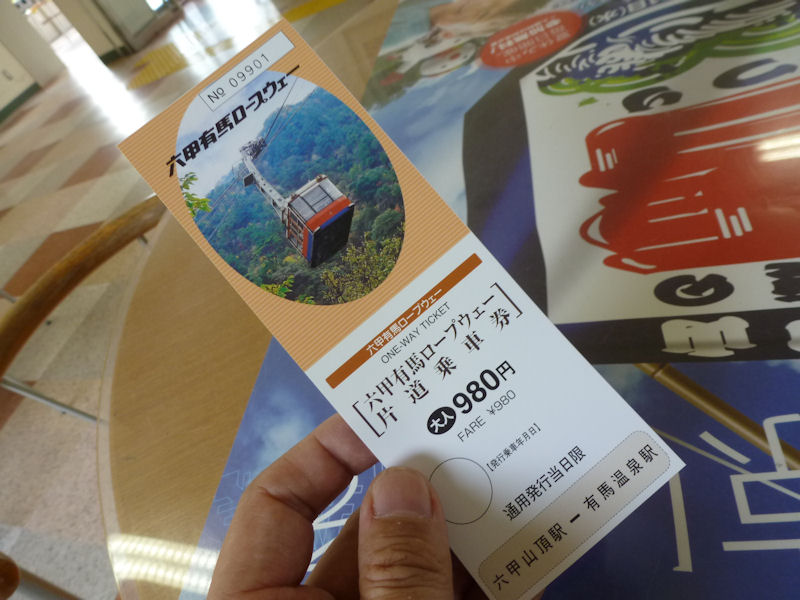 № 09901
六甲有馬ロープウェー
六甲有馬ロープウェー
ONE-WAY TICKET
六甲有馬ロープウェー
片道乗車券
大人 980円
FARE ¥980
[発行乗車年月日]
通用発行当日限
六甲山頂駅ー有馬温泉駅